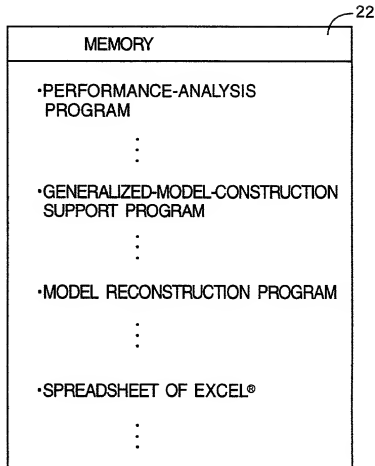 22
MEMORY
·PERFORMANCE-ANALYSIS
PROGRAM
·GENERALIZED-MODEL-CONSTRUCTION
SUPPORT PROGRAM
·MODEL RECONSTRUCTION PROGRAM
·SPREADSHEET OF EXCEL®